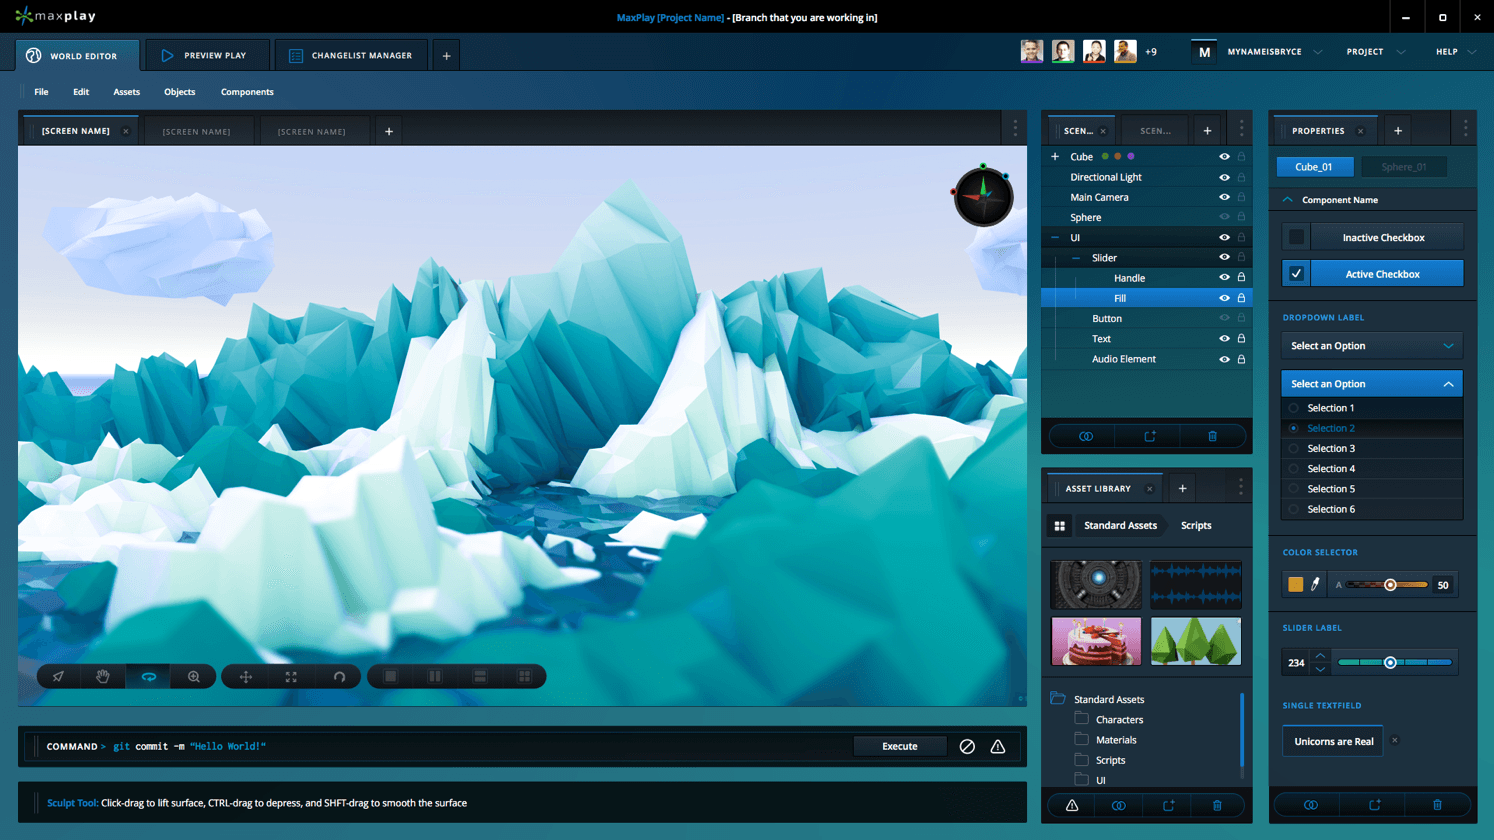 maxplay
MaxPlay [Project Name] - [Branch that you are working in]
WORLD EDITOR
PREVIEW PLAY
CHANGELIST MANAGER
+
+9
M
MYNAMEISBRYCE
PROJECT
HELP
File
Edit
Assets
Objects
Components
[SCREEN NAME]
[SCREEN NAME]
[SCREEN NAME]
+
COMMAND > git commit -m "Hello World!"
Execute
Sculpt Tool: Click-drag to lift surface, CTRL-drag to depress, and SHFT-drag to smooth the surface
SCEN...
SCEN...
+
Cube
Directional Light
Main Camera
Sphere
UI
Slider
Handle
Fill
Button
Text
Audio Element
ASSET LIBRARY
+
Standard Assets
Scripts
Standard Assets
Characters
Materials
Scripts
UI
PROPERTIES
+
Cube_01
Sphere_01
Component Name
Inactive Checkbox
Active Checkbox
DROPDOWN LABEL
Select an Option
Select an Option
Selection 1
Selection 2
Selection 3
Selection 4
Selection 5
Selection 6
COLOR SELECTOR
A
50
SLIDER LABEL
234
SINGLE TEXTFIELD
Unicorns are Real